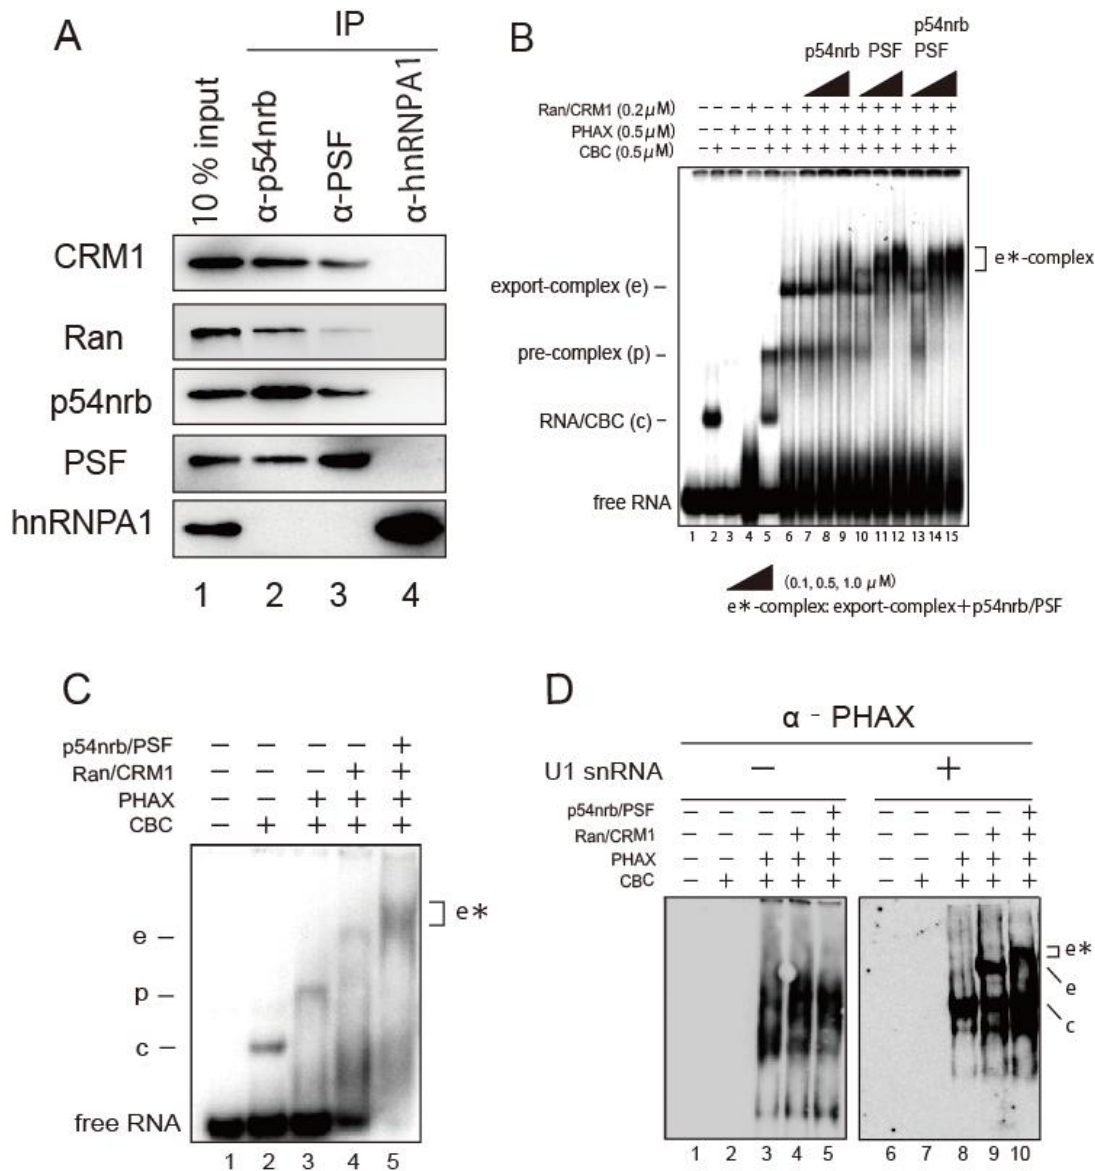 A
IP
10 % input
α-p54nrb
α-PSF
α-hnRNPA1
CRM1
Ran
p54nrb
PSF
hnRNPA1
1 2 3 4
B
p54nrb PSF p54nrb PSF
Ran/CRM1 (0.2μM) − − − + − + + + + + + + + + +
PHAX (0.5μM) − − + − + + + + + + + + + + +
CBC (0.5μM) − + − − + + + + + + + + + + +
export-complex (e) –
pre-complex (p) –
RNA/CBC (c) –
free RNA
e*-complex
1 2 3 4 5 6 7 8 9 10 11 12 13 14 15
(0.1, 0.5, 1.0 μM)
e*-complex: export-complex+p54nrb/PSF
C
p54nrb/PSF − − − − +
Ran/CRM1 − − − + +
PHAX − − + + +
CBC − + + + +
e –
p –
c –
free RNA
e*
1 2 3 4 5
D
α - PHAX
U1 snRNA − +
p54nrb/PSF − − − − + − − − − +
Ran/CRM1 − − − + + − − − + +
PHAX − − + + + − − + + +
CBC − + + + + − + + + +
e*
e
c
1 2 3 4 5 6 7 8 9 10